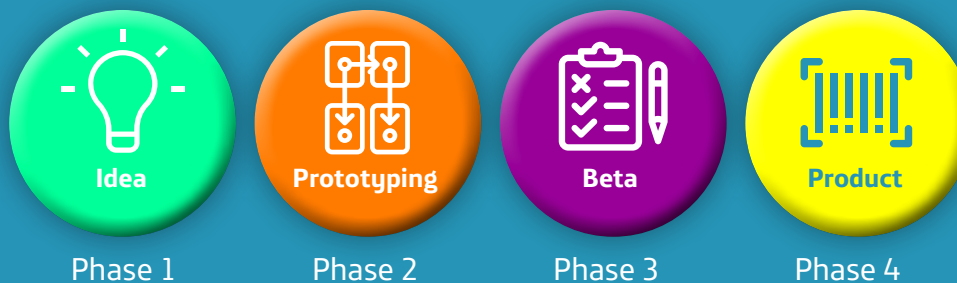 Idea
Prototyping
Beta
Product
Phase 1
Phase 2
Phase 3
Phase 4